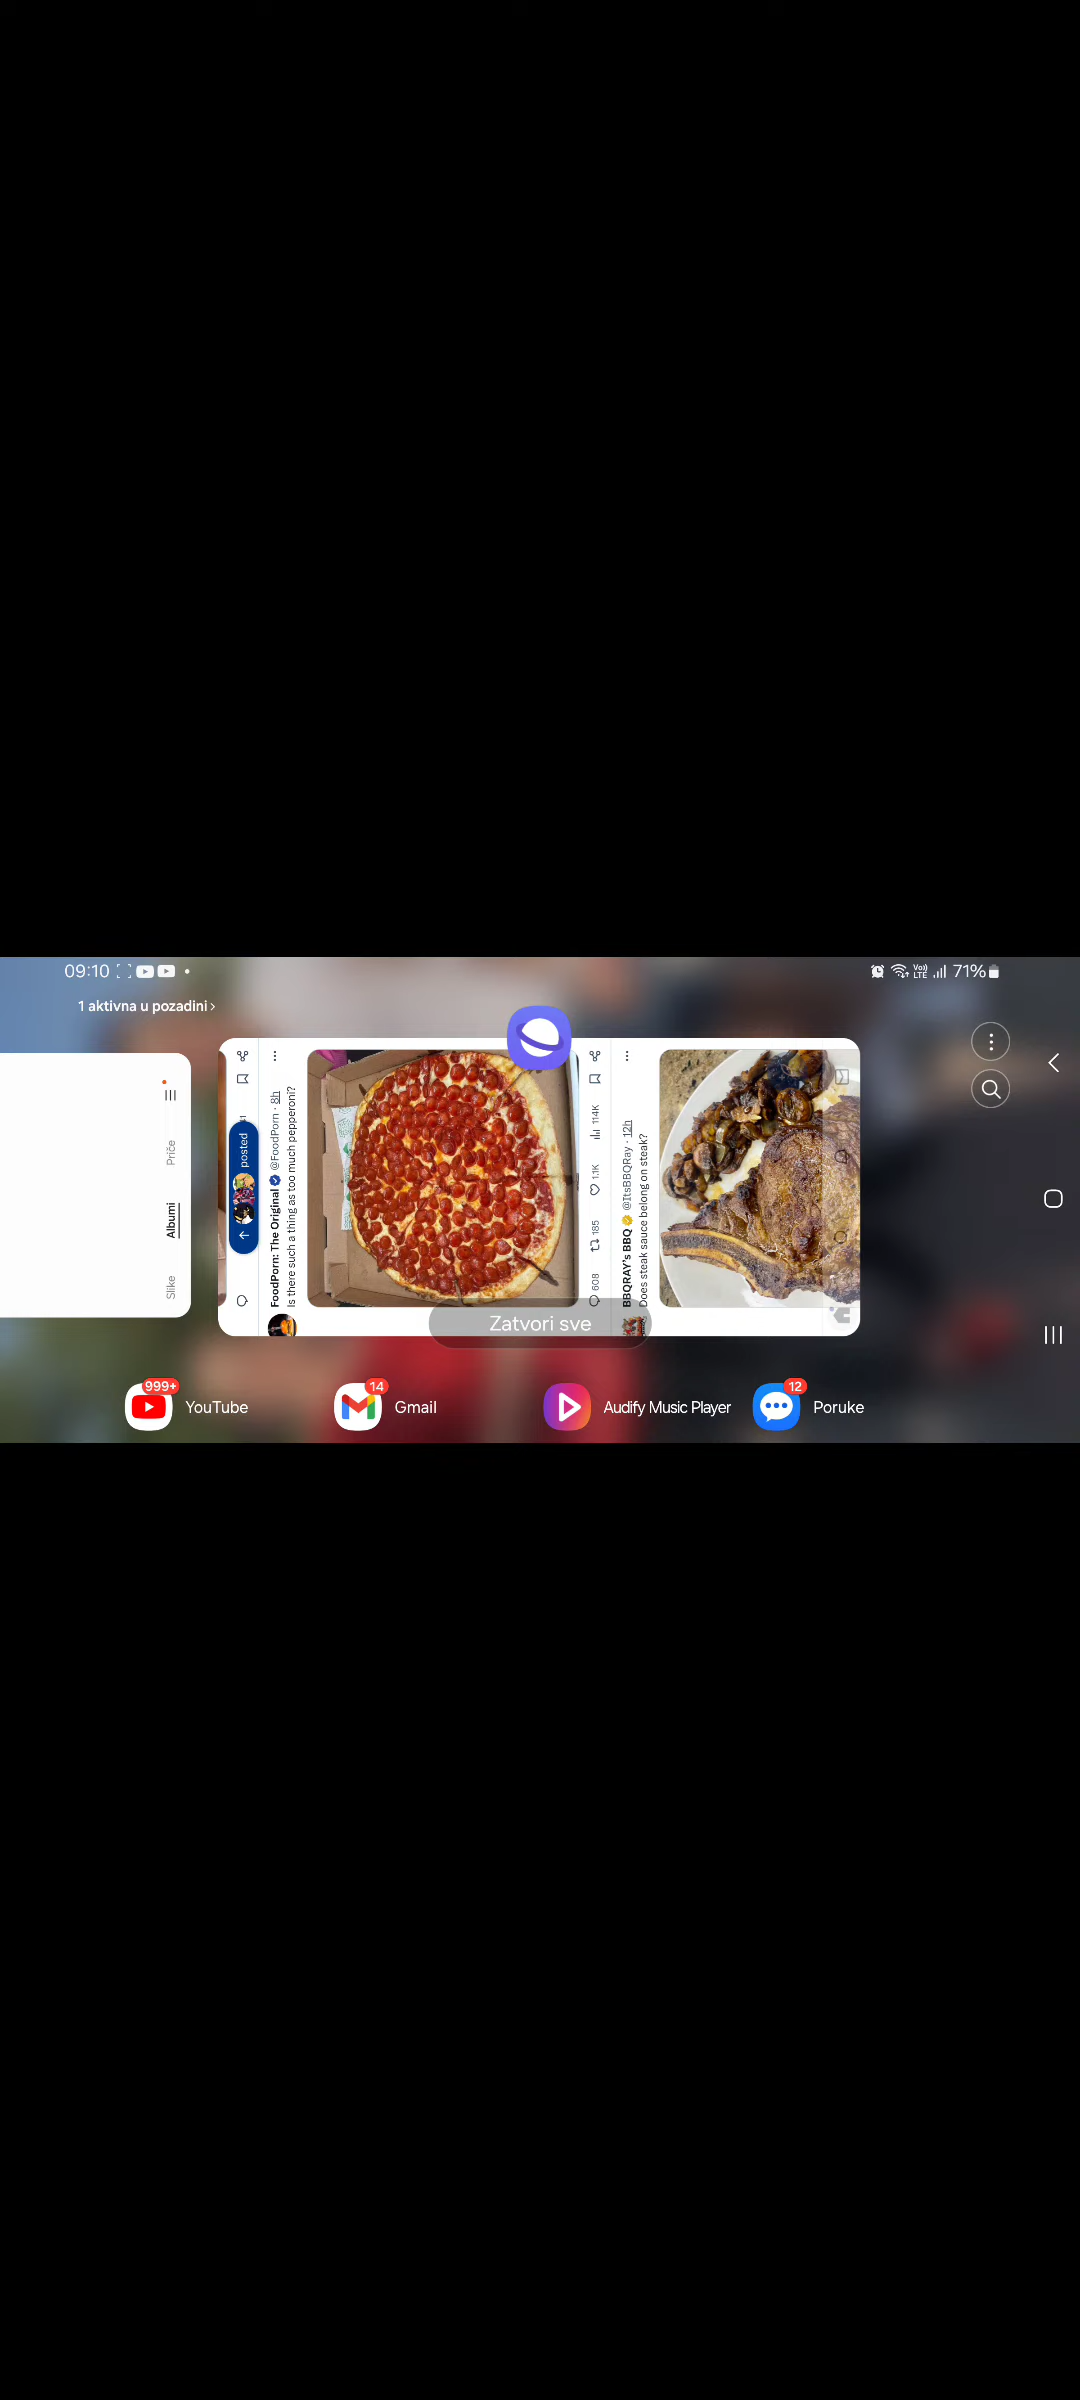 09:10
Vo))
LTE
71%
1 aktivna u pozadini >
Slike
Albumi
Priče
posted
FoodPorn: The Original @FoodPorn · 8h
Is there such a thing as too much pepperoni?
608 185 1.1K 114K
BBQRAY's BBQ @ItsBBQRay · 12h
Does steak sauce belong on steak?
Zatvori sve
999+
YouTube
14
Gmail
Audify Music Player
12
Poruke